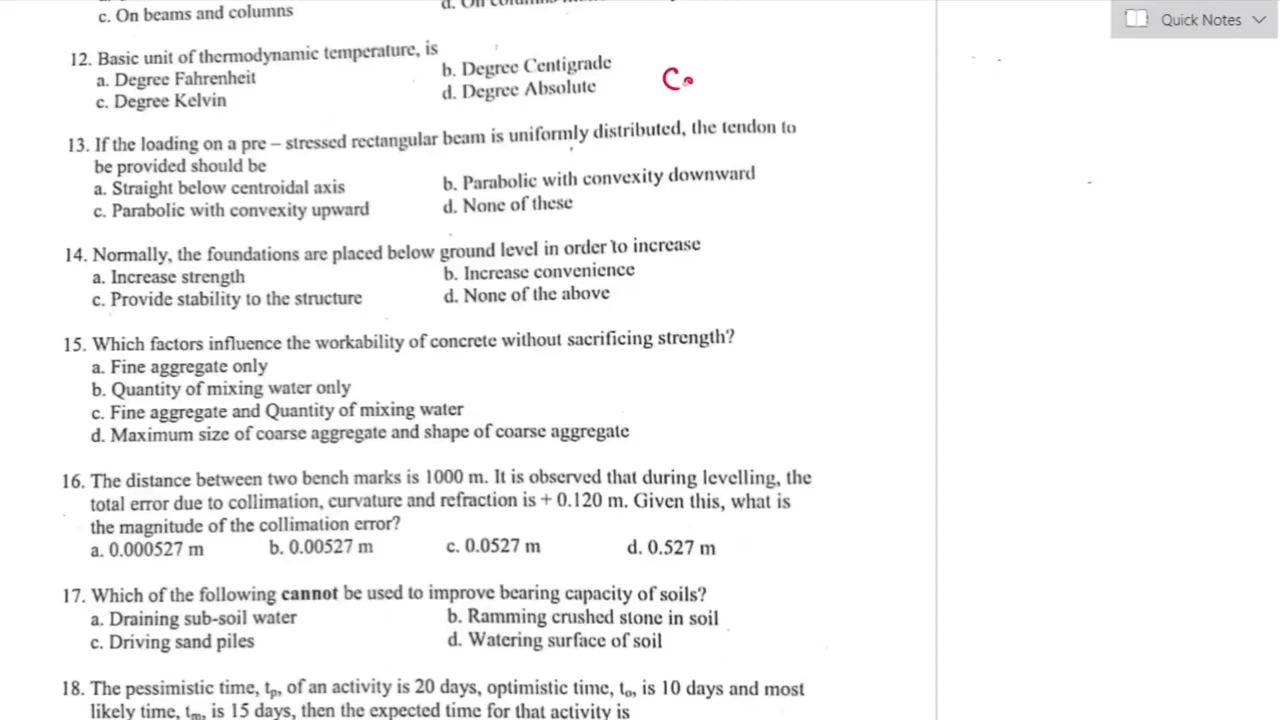 c. On beams and columns
Quick Notes
12. Basic unit of thermodynamic temperature, is
a. Degree Fahrenheit
b. Degree Centigrade
c. Degree Kelvin
d. Degree Absolute
13. If the loading on a pre – stressed rectangular beam is uniformly distributed, the tendon to
be provided should be
a. Straight below centroidal axis
b. Parabolic with convexity downward
c. Parabolic with convexity upward
d. None of these
14. Normally, the foundations are placed below ground level in order to increase
a. Increase strength
b. Increase convenience
c. Provide stability to the structure
d. None of the above
15. Which factors influence the workability of concrete without sacrificing strength?
a. Fine aggregate only
b. Quantity of mixing water only
c. Fine aggregate and Quantity of mixing water
d. Maximum size of coarse aggregate and shape of coarse aggregate
16. The distance between two bench marks is 1000 m. It is observed that during levelling, the
total error due to collimation, curvature and refraction is + 0.120 m. Given this, what is
the magnitude of the collimation error?
a. 0.000527 m b. 0.00527 m c. 0.0527 m d. 0.527 m
17. Which of the following cannot be used to improve bearing capacity of soils?
a. Draining sub-soil water
b. Ramming crushed stone in soil
c. Driving sand piles
d. Watering surface of soil
18. The pessimistic time, tp, of an activity is 20 days, optimistic time, to, is 10 days and most
likely time, tm, is 15 days, then the expected time for that activity is